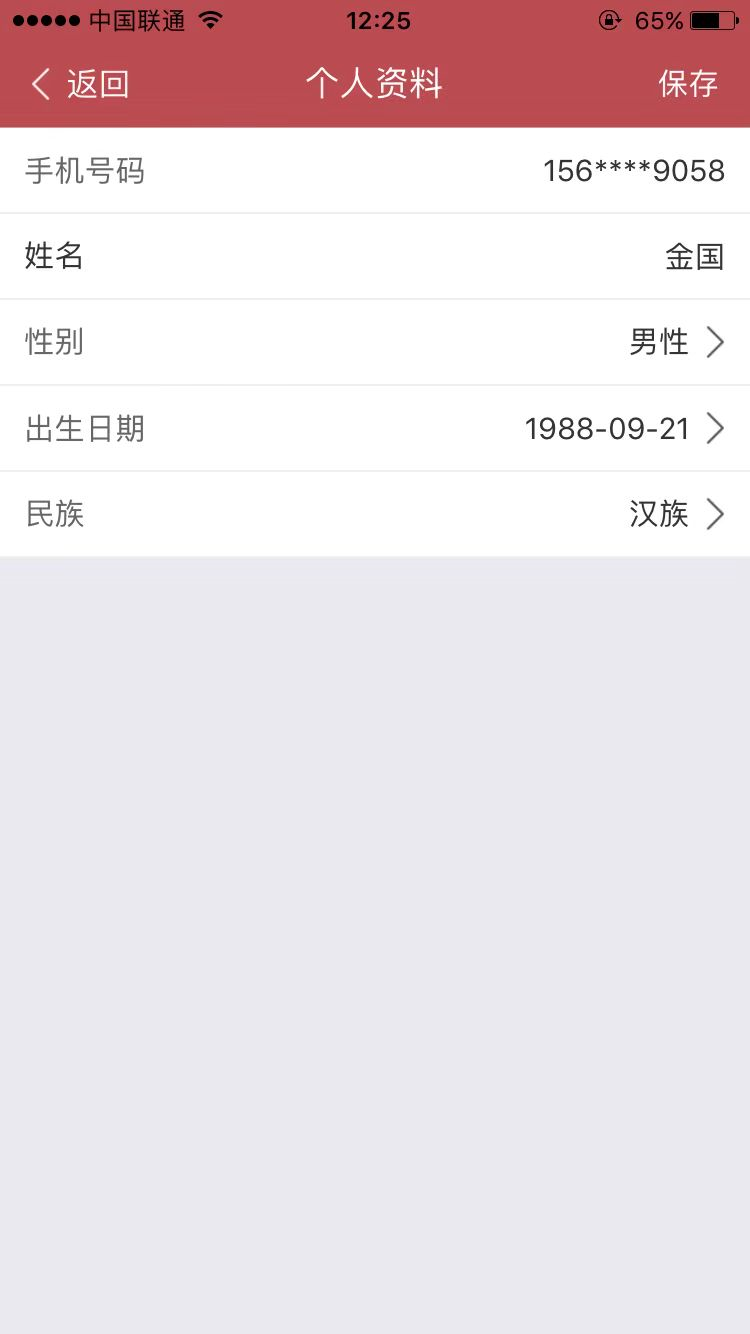 中国联通 12:25 65%
返回 个人资料 保存
手机号码 156****9058
姓名 金国
性别 男性
出生日期 1988-09-21
民族 汉族